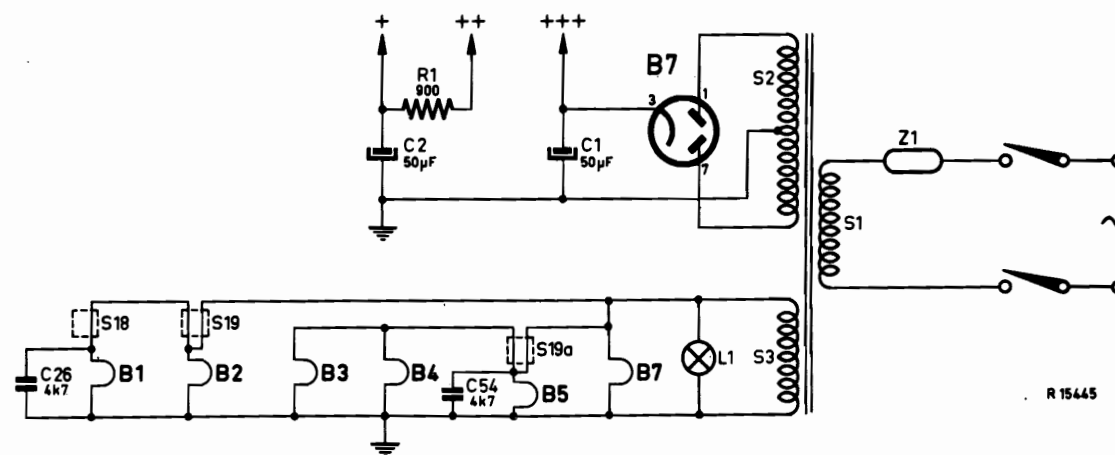 + ++ +++
B7
R1
900
3
1
S2
C2
50µF
C1
50µF
7
Z1
S1
~
S18
S19
S19a
C26
4k7
B1
B2
B3
B4
C54
4k7
B5
B7
L1
S3
R 15445